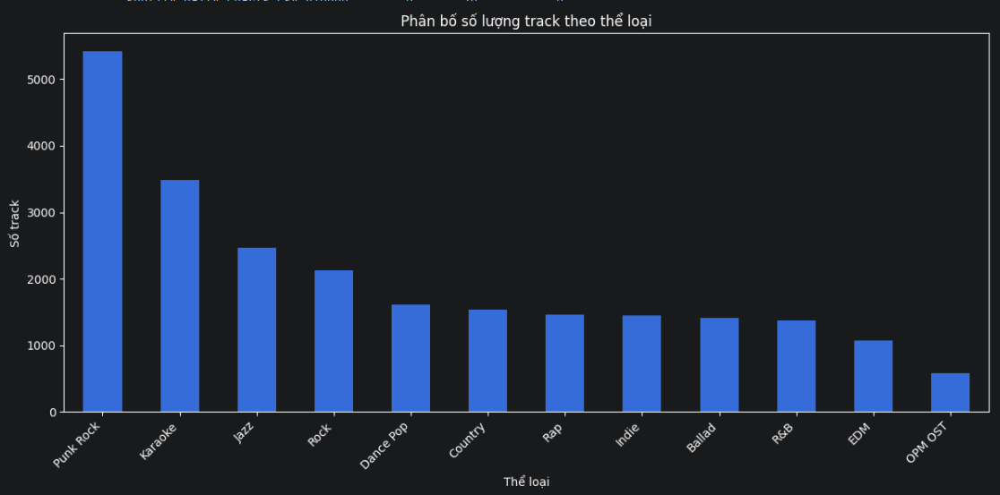 Phân bố số lượng track theo thể loại
Số track
5000
4000
3000
2000
1000
0
Punk Rock
Karaoke
Jazz
Rock
Dance Pop
Country
Rap
Indie
Ballad
R&B
EDM
OPM OST
Thể loại